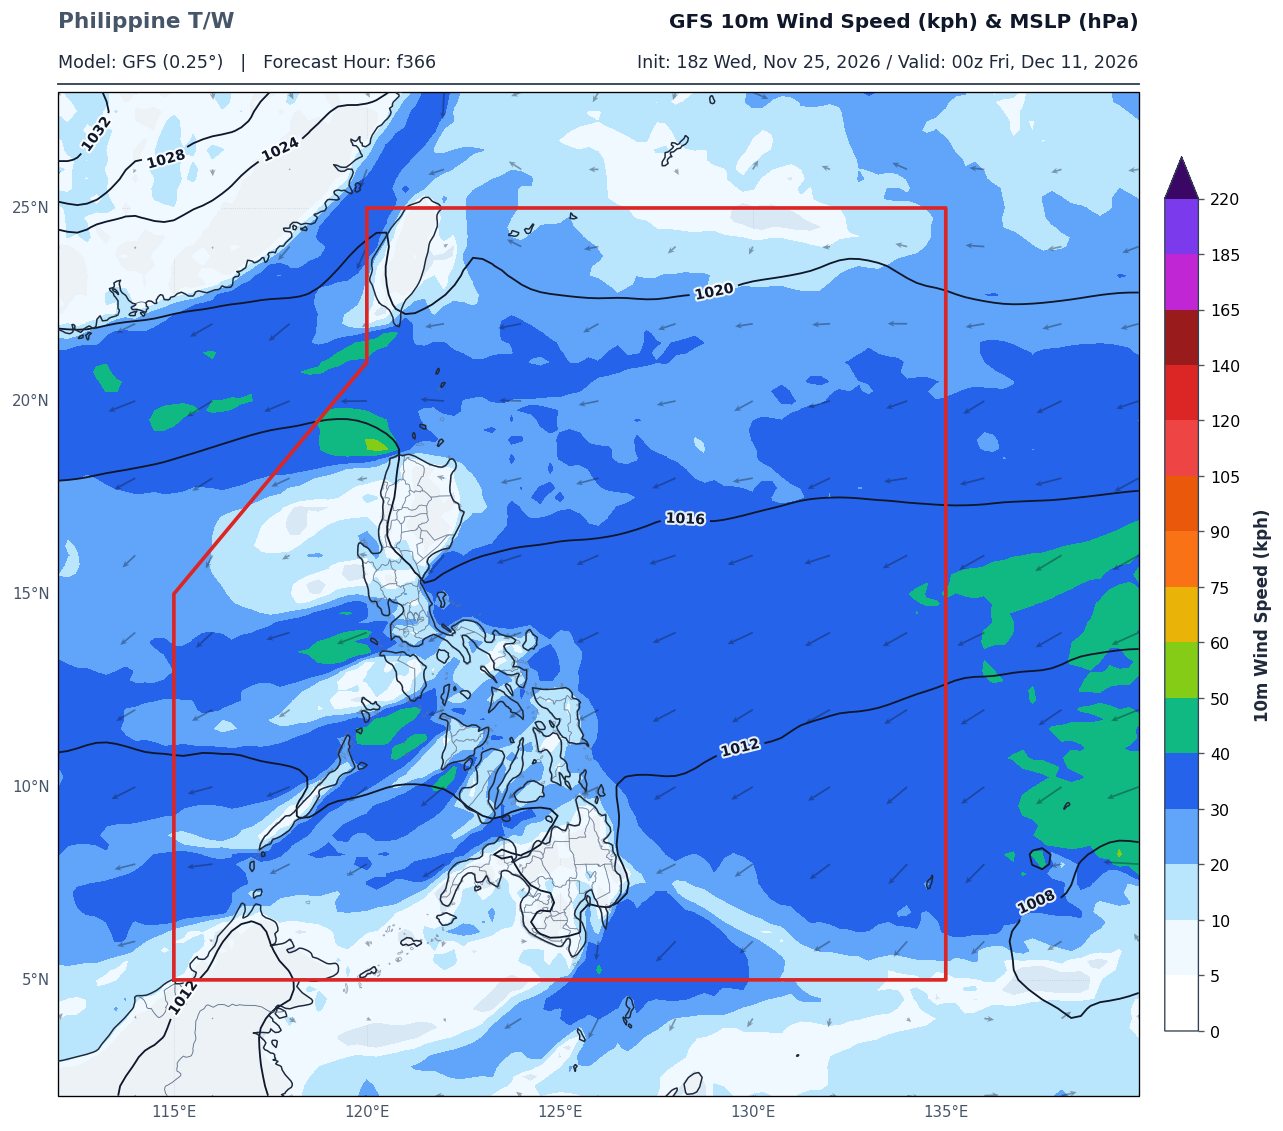 Philippine T/W
GFS 10m Wind Speed (kph) & MSLP (hPa)
Model: GFS (0.25°)   |   Forecast Hour: f366
Init: 18z Wed, Nov 25, 2026 / Valid: 00z Fri, Dec 11, 2026
1032
1028
1024
1020
1016
1012
1012
1008
25°N
20°N
15°N
10°N
5°N
115°E
120°E
125°E
130°E
135°E
220
185
165
140
120
105
90
75
60
50
40
30
20
10
5
0
10m Wind Speed (kph)